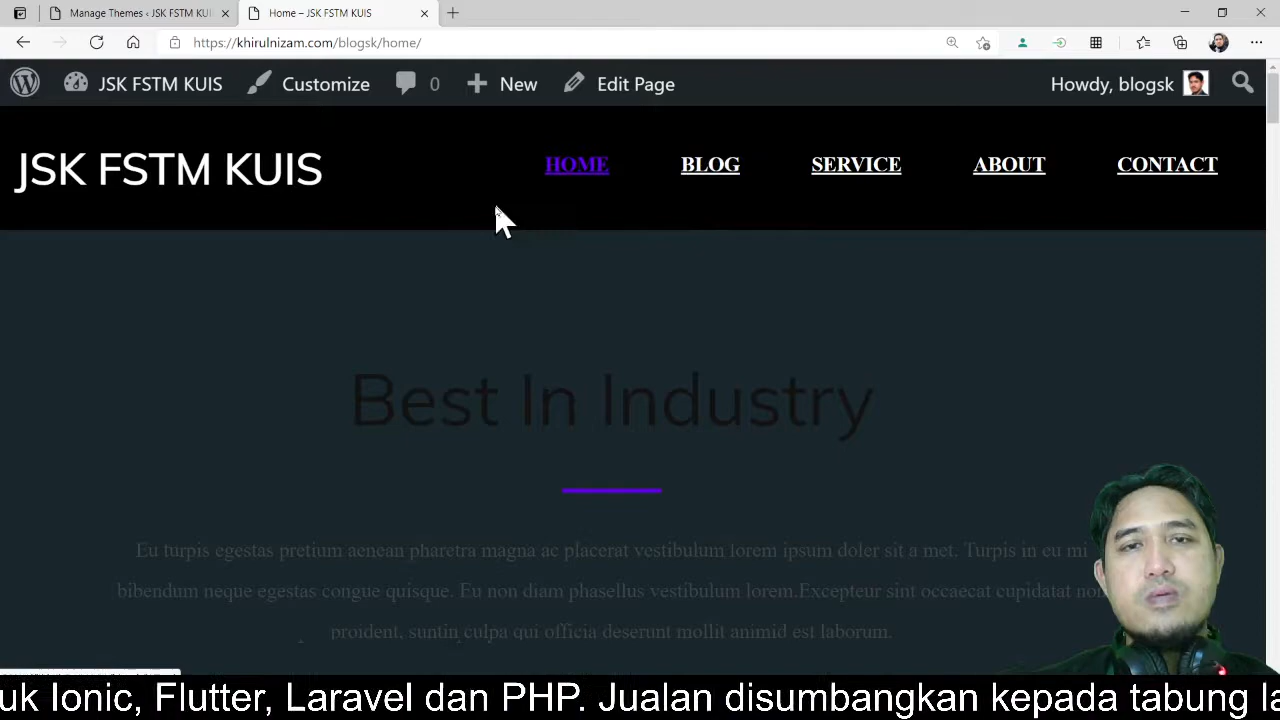 Manage Themes ‹ JSK FSTM KUI
Home – JSK FSTM KUIS
https://khirulnizam.com/blogsk/home/
JSK FSTM KUIS
Customize
0
New
Edit Page
Howdy, blogsk
JSK FSTM KUIS
HOME
BLOG
SERVICE
ABOUT
CONTACT
Best In Industry
Eu turpis egestas pretium aenean pharetra magna ac placerat vestibulum lorem ipsum doler sit a met. Turpis in eu mi
bibendum neque egestas congue quisque. Eu non diam phasellus vestibulum lorem.Excepteur sint occaecat cupidatat non
proident, suntin culpa qui officia deserunt mollit animid est laborum.
uk Ionic, Flutter, Laravel dan PHP. Jualan disumbangkan kepada tabung la